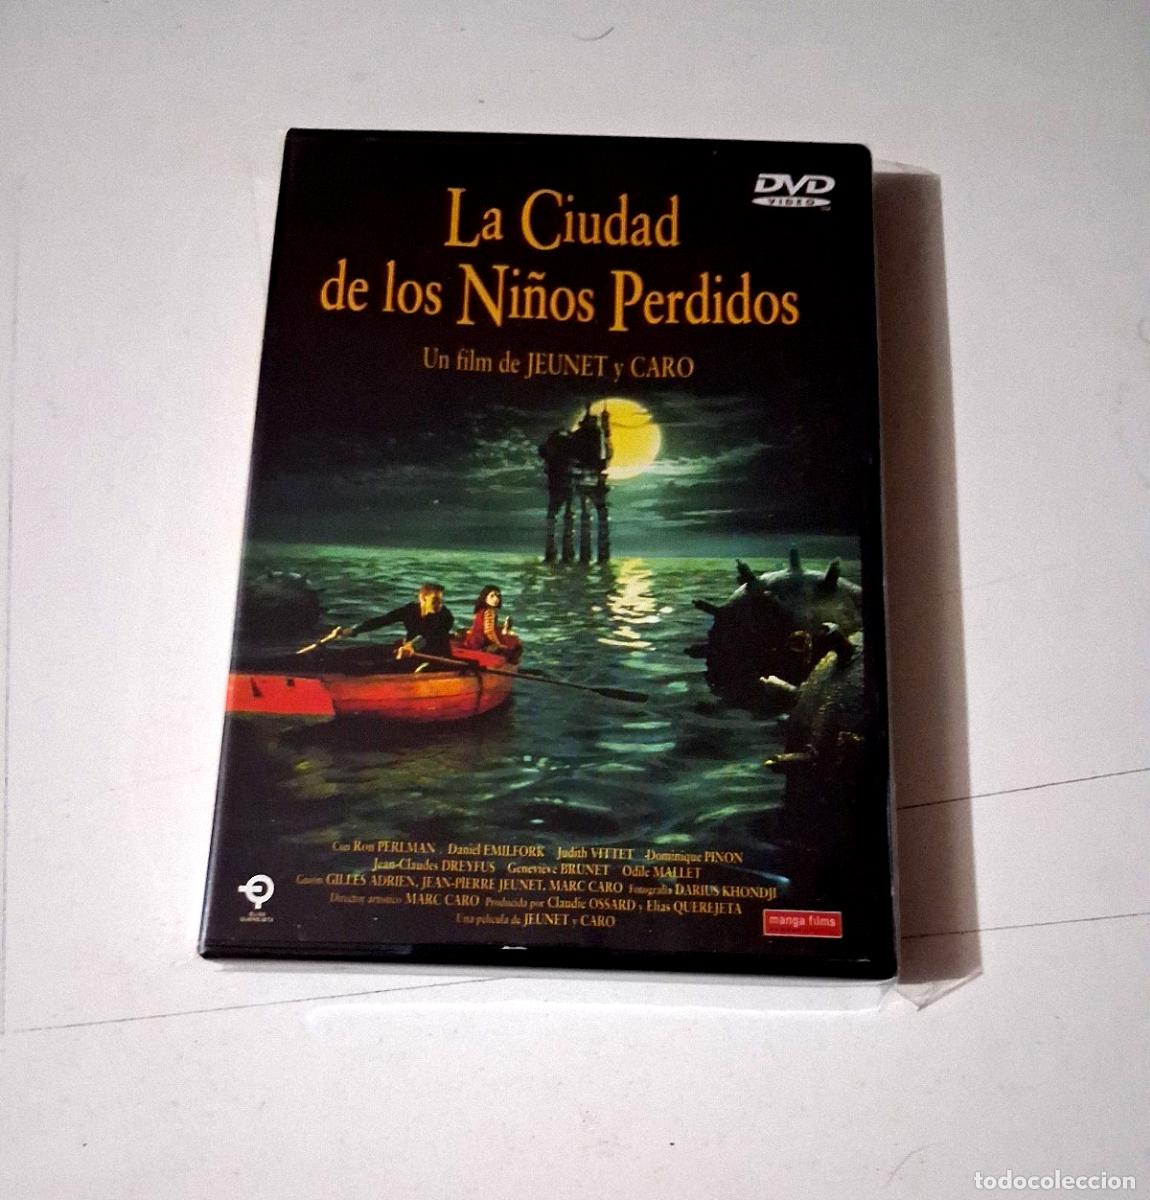 DVD
VIDEO
La Ciudad
de los Niños Perdidos
Un film de JEUNET y CARO
Con Ron PERLMAN . Daniel EMILFORK Judith VITTET . Dominique PINON
Jean-Claudes DREYFUS Genevieve BRUNET Odile MALLET
Guión GILLES ADRIEN, JEAN-PIERRE JEUNET, MARC CARO Fotografía DARIUS KHONDJI
Director artístico MARC CARO Producida por Claudie OSSARD y Elías QUEREJETA
Una película de JEUNET y CARO
ELIAS
QUEREJETA
manga films
todocoleccion